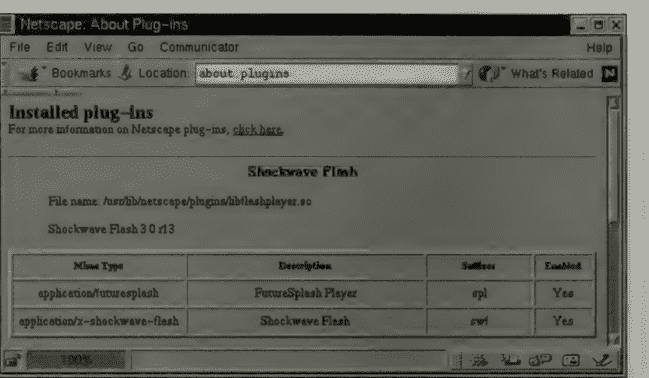 Netscape: About Plug-ins
File Edit View Go Communicator Help
Bookmarks Location: about:plugins What's Related N
Installed plug-ins
For more information on Netscape plug-ins, click here.
Shockwave Flash
File name: /usr/lib/netscape/plugins/libflashplayer.so
Shockwave Flash 3.0 r13
Mime Type Description Suffixes Enabled
application/futuresplash FutureSplash Player spl Yes
application/x-shockwave-flash Shockwave Flash swf Yes
100%